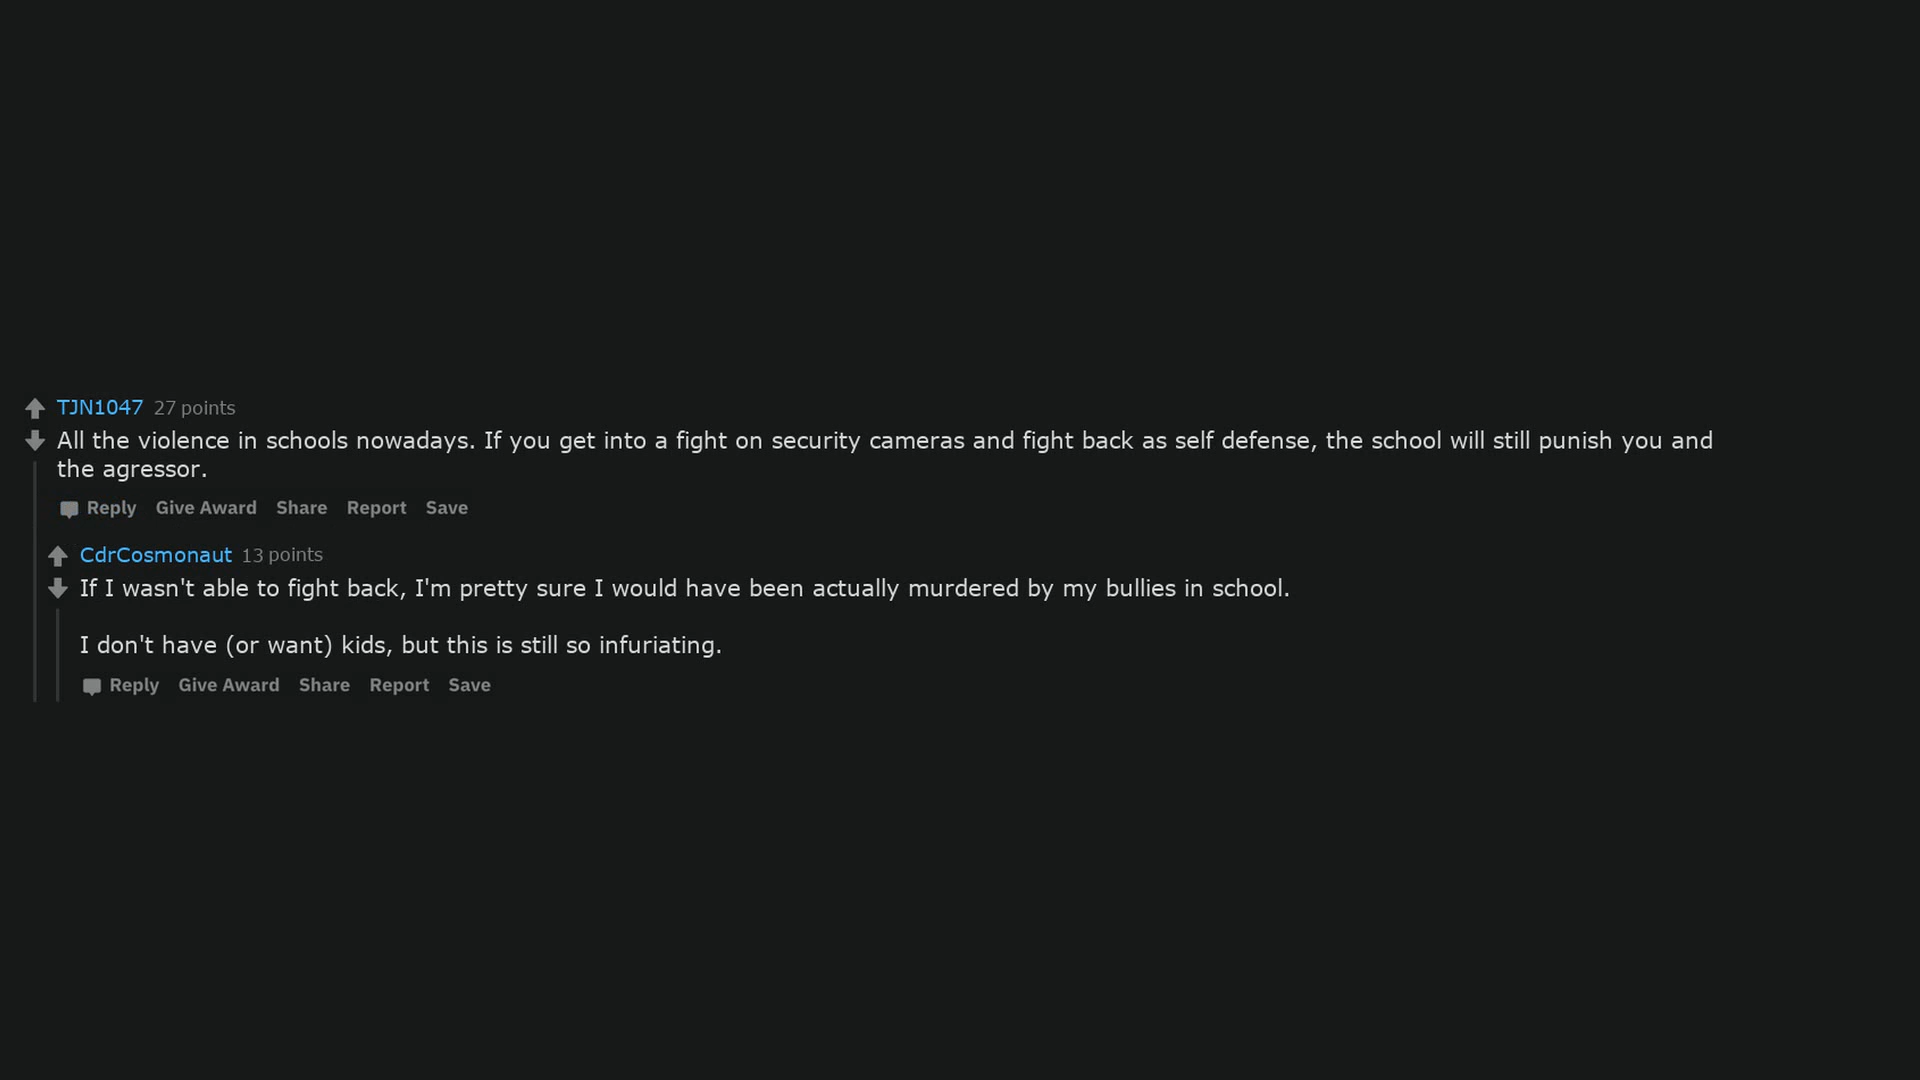 TJN1047 27 points
All the violence in schools nowadays. If you get into a fight on security cameras and fight back as self defense, the school will still punish you and
the agressor.
Reply Give Award Share Report Save
CdrCosmonaut 13 points
If I wasn't able to fight back, I'm pretty sure I would have been actually murdered by my bullies in school.
I don't have (or want) kids, but this is still so infuriating.
Reply Give Award Share Report Save